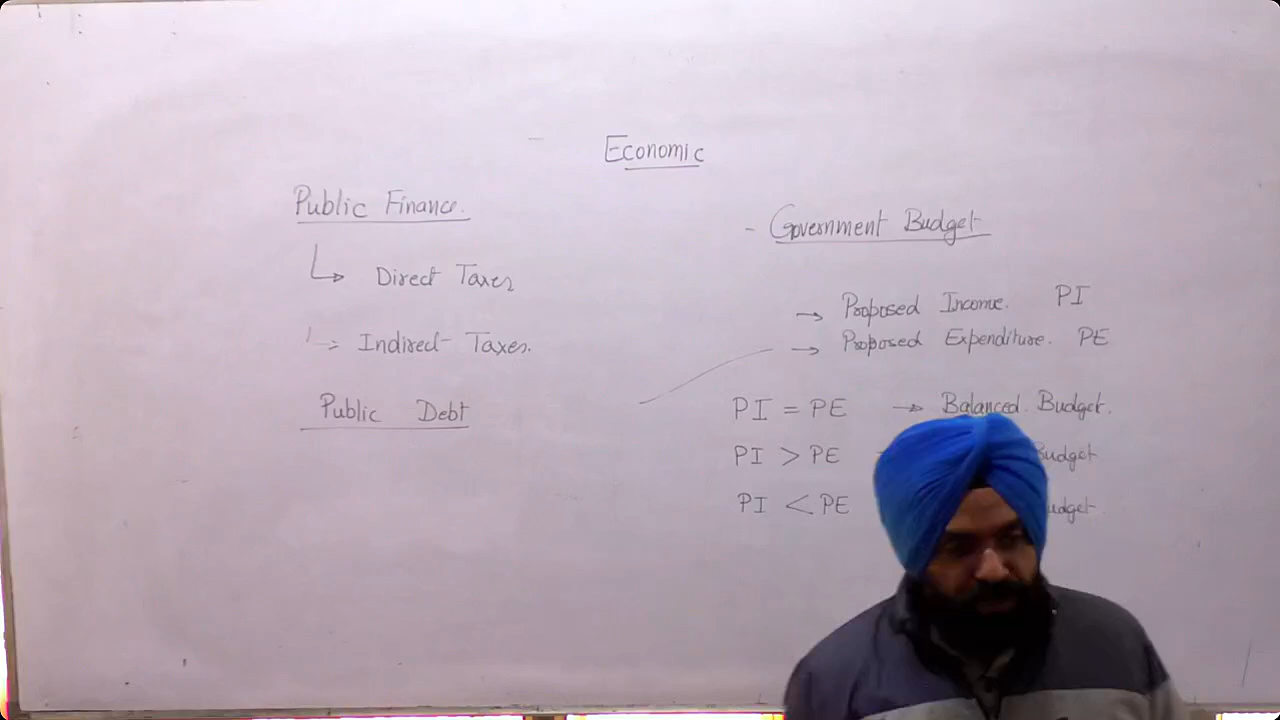 Economic
Public Finance.
Direct Taxes
Indirect Taxes.
Public Debt
- Government Budget
→ Proposed Income. PI
→ Proposed Expenditure. PE
PI = PE → Balanced Budget.
PI > PE Budget
PI < PE Budget